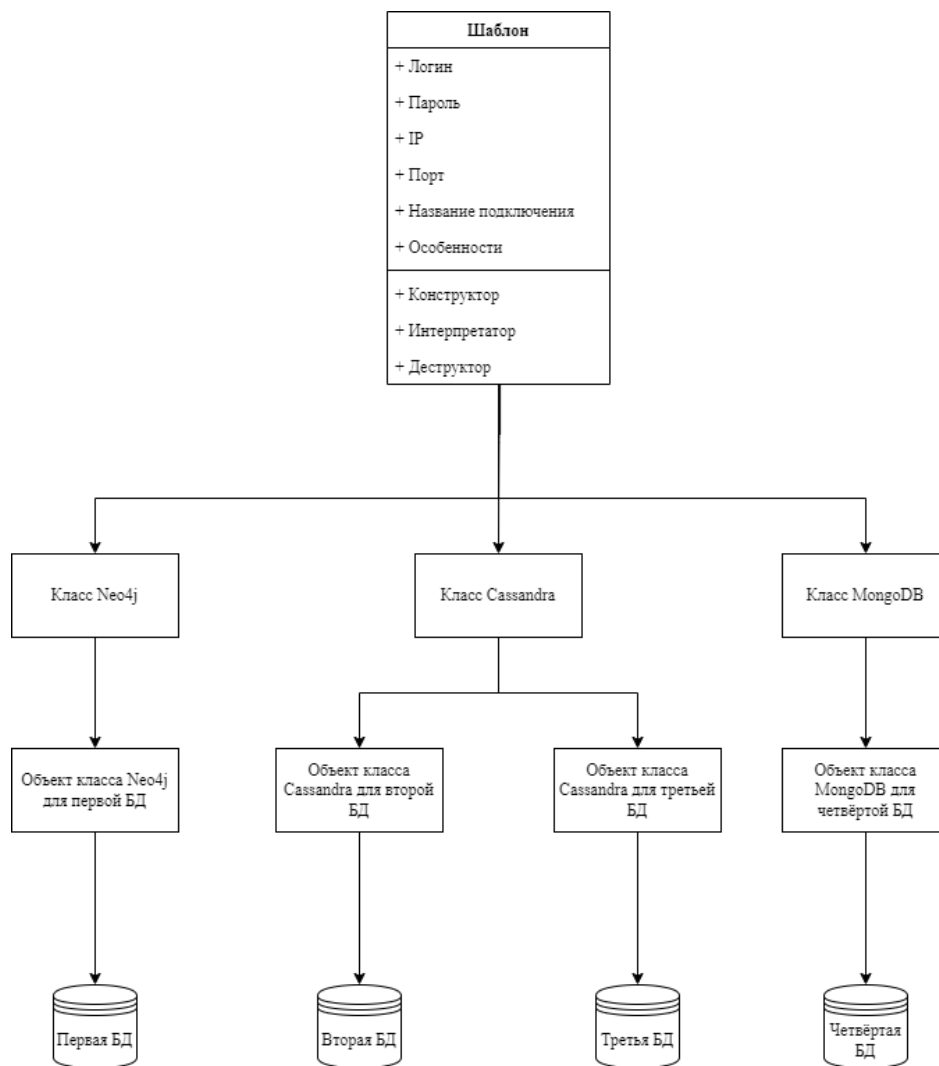 Шаблон
+ Логин
+ Пароль
+ IP
+ Порт
+ Название подключения
+ Особенности
+ Конструктор
+ Интерпретатор
+ Деструктор
Класс Neo4j
Класс Cassandra
Класс MongoDB
Объект класса Neo4j
для первой БД
Объект класса
Cassandra для второй
БД
Объект класса
Cassandra для третьей
БД
Объект класса
MongoDB для
четвёртой БД
Первая БД
Вторая БД
Третья БД
Четвёртая
БД